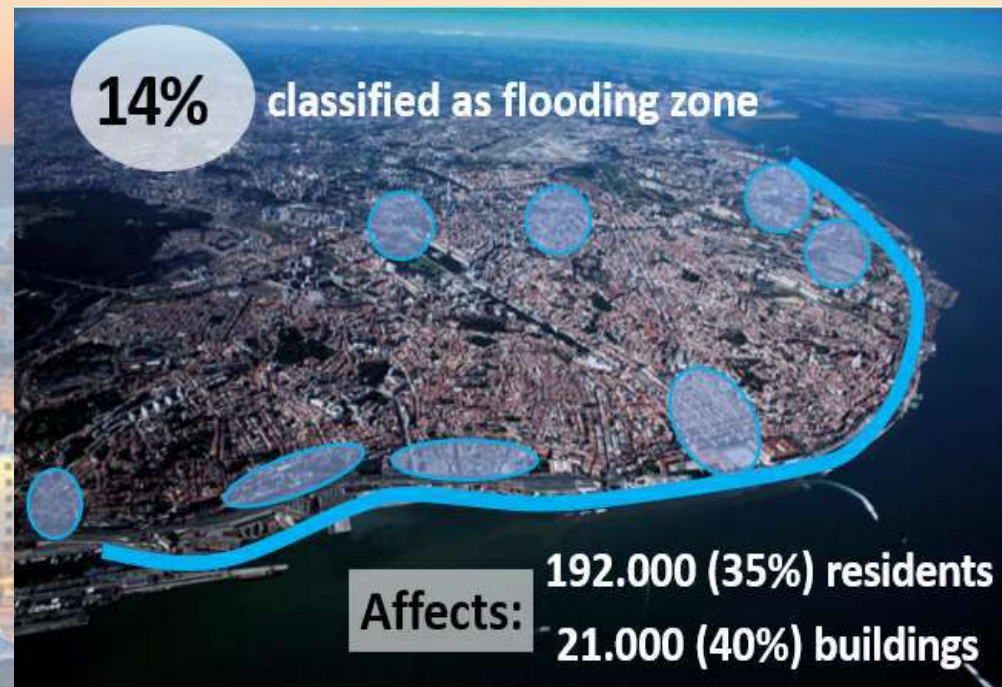 14% classified as flooding zone
Affects:
192.000 (35%) residents
21.000 (40%) buildings